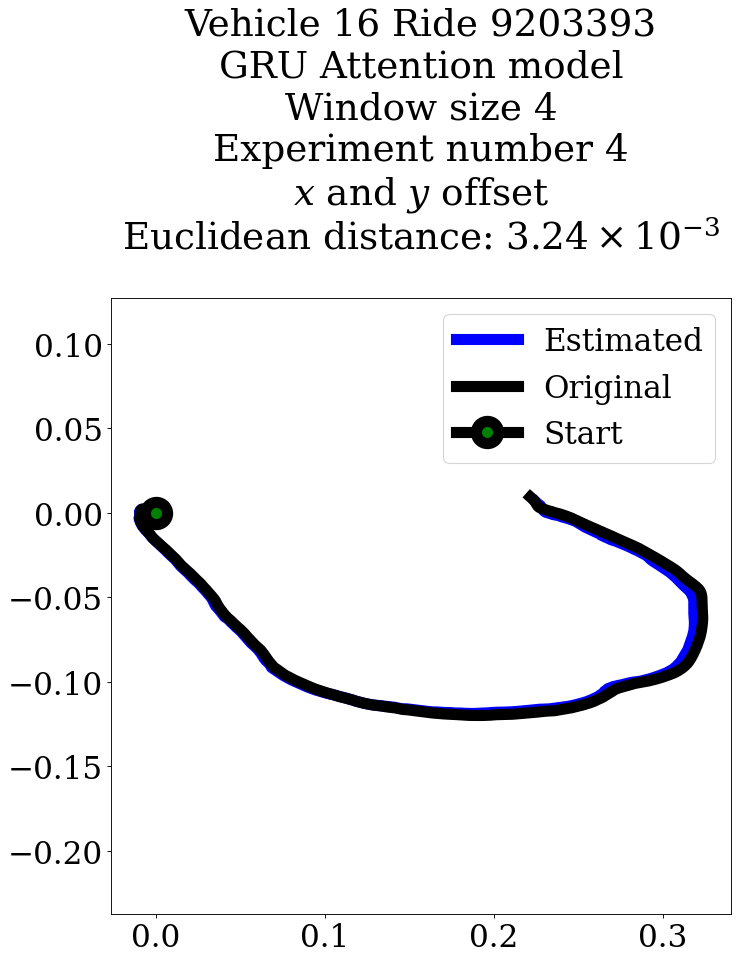 Vehicle 16 Ride 9203393
GRU Attention model
Window size 4
Experiment number 4
x and y offset
Euclidean distance: 3.24 × 10⁻³
Estimated
Original
Start
0.10
0.05
0.00
−0.05
−0.10
−0.15
−0.20
0.0 0.1 0.2 0.3